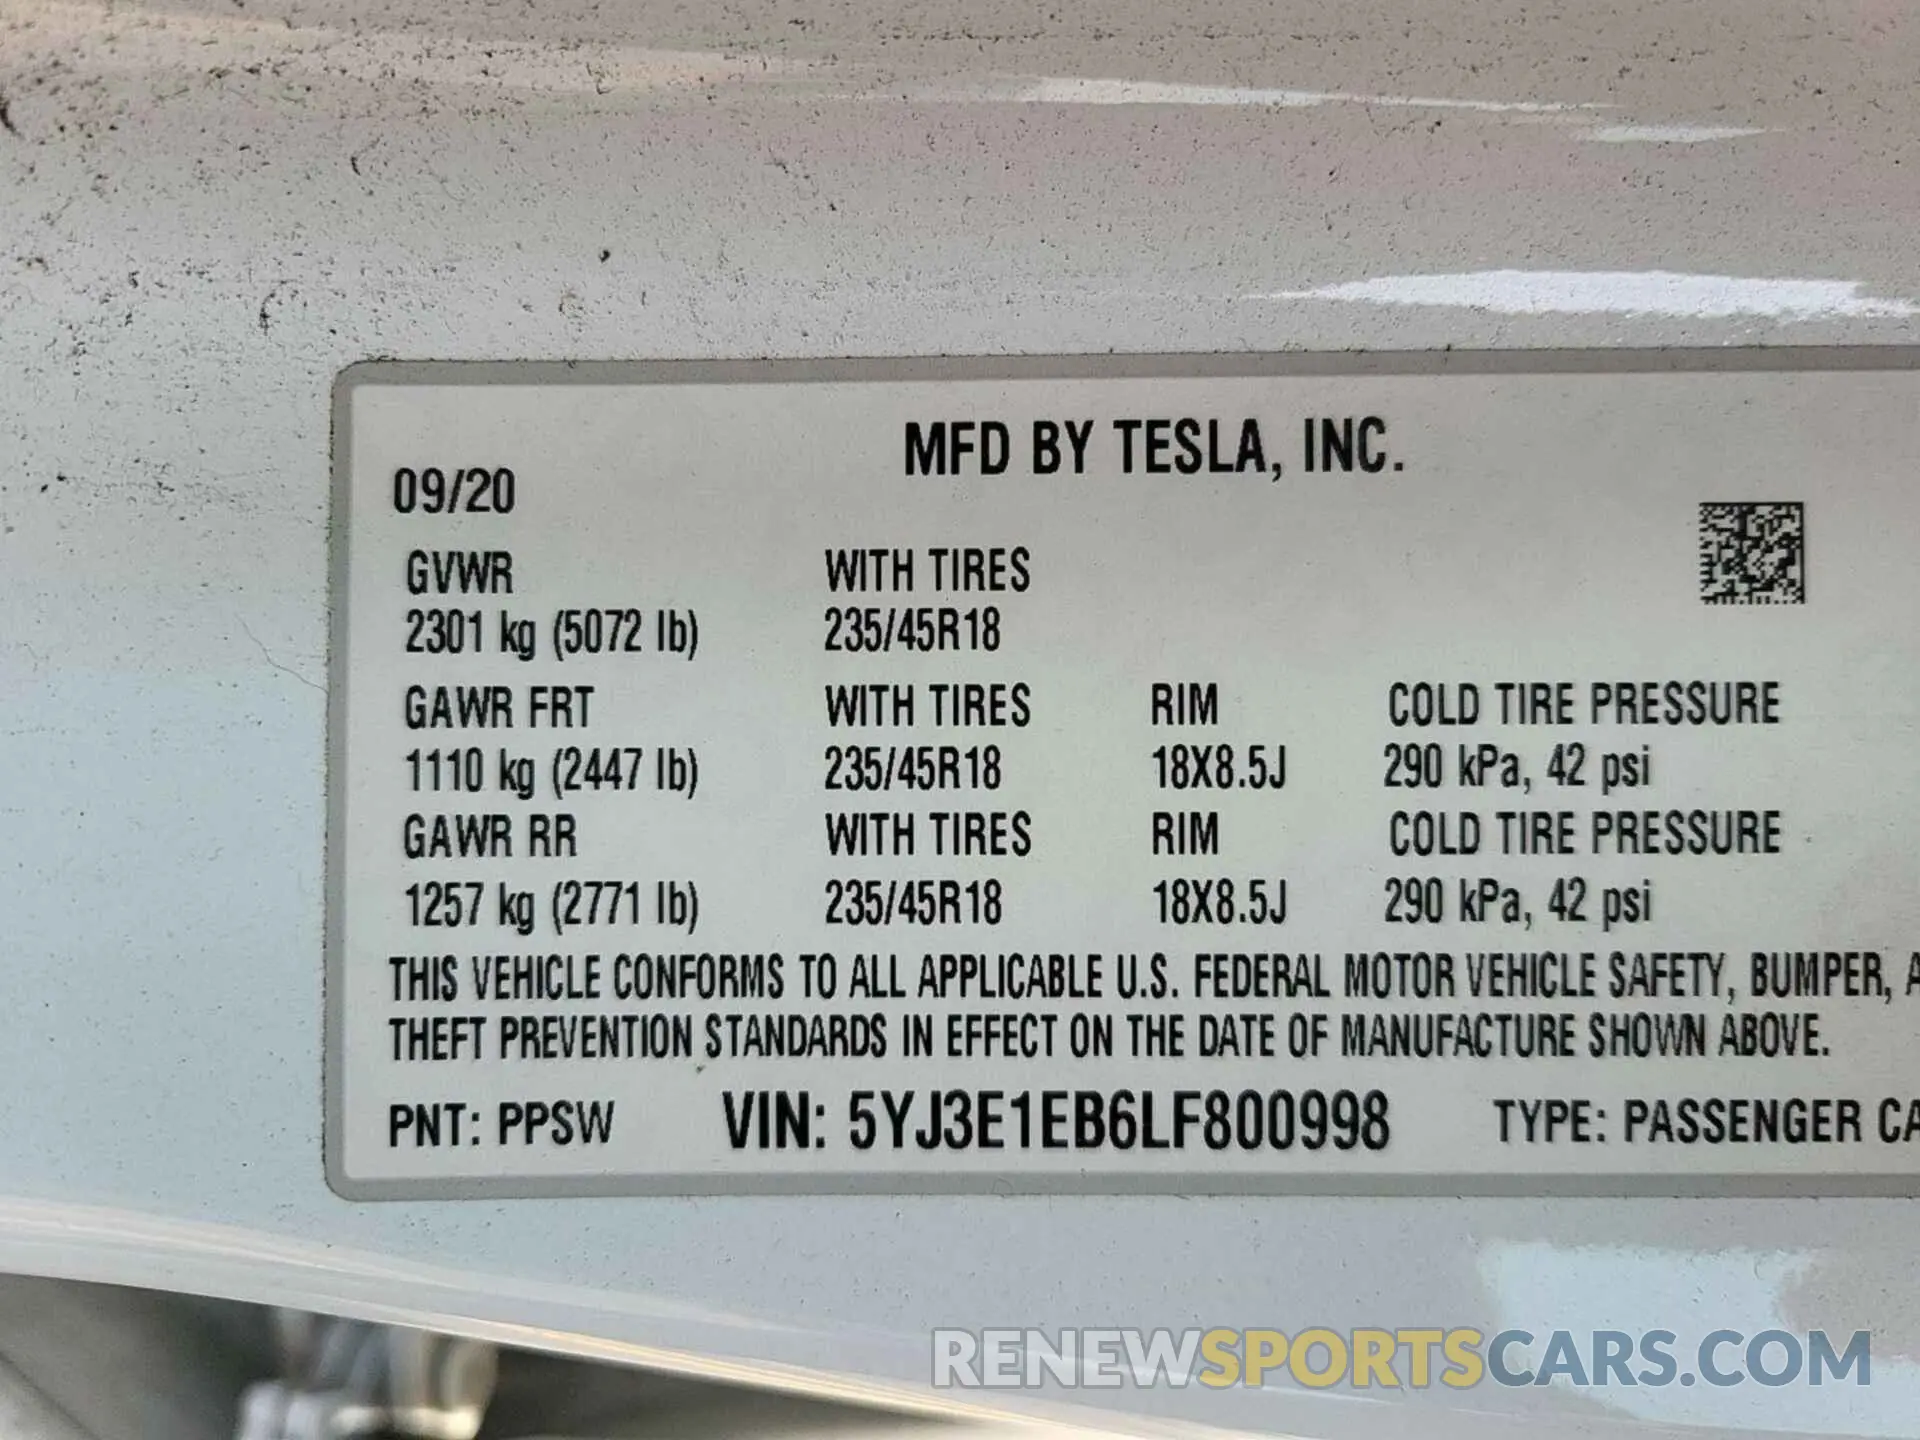 MFD BY TESLA, INC.
09/20
GVWR WITH TIRES
2301 kg (5072 lb) 235/45R18
GAWR FRT WITH TIRES RIM COLD TIRE PRESSURE
1110 kg (2447 lb) 235/45R18 18X8.5J 290 kPa, 42 psi
GAWR RR WITH TIRES RIM COLD TIRE PRESSURE
1257 kg (2771 lb) 235/45R18 18X8.5J 290 kPa, 42 psi
THIS VEHICLE CONFORMS TO ALL APPLICABLE U.S. FEDERAL MOTOR VEHICLE SAFETY, BUMPER,
THEFT PREVENTION STANDARDS IN EFFECT ON THE DATE OF MANUFACTURE SHOWN ABOVE.
PNT: PPSW VIN: 5YJ3E1EB6LF800998 TYPE: PASSENGER
RENEWSPORTSCARS.COM